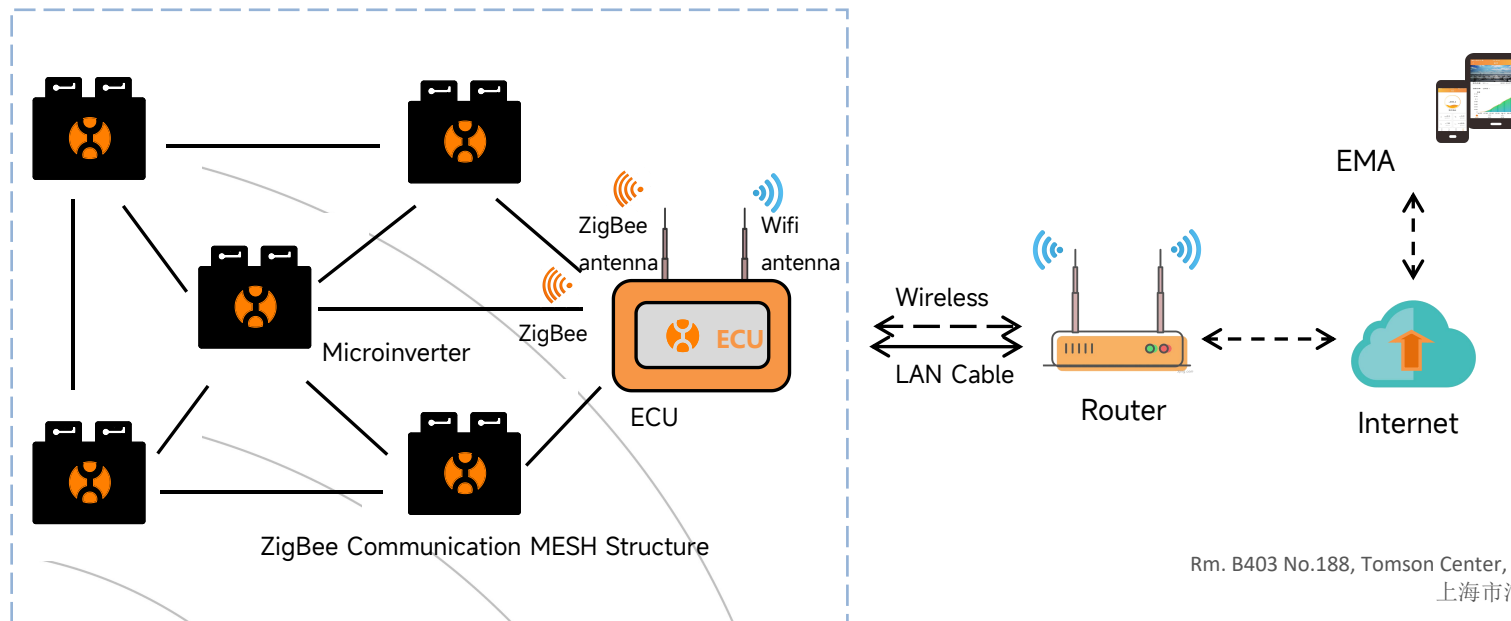 EMA
ZigBee
antenna
Wifi
antenna
ZigBee
Microinverter
ECU
ECU
Wireless
LAN Cable
Router
Internet
ZigBee Communication MESH Structure
Rm. B403 No.188, Tomson Center,
上海市